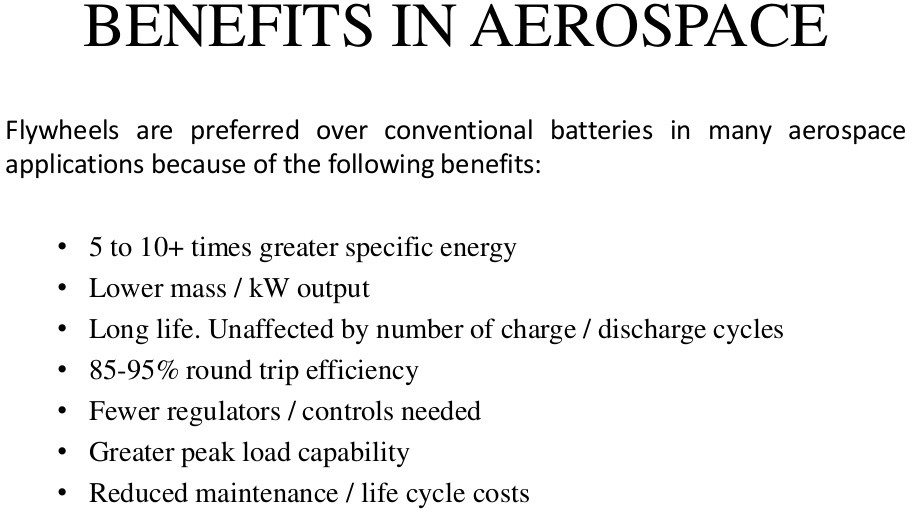 BENEFITS IN AEROSPACE
Flywheels are preferred over conventional batteries in many aerospace
applications because of the following benefits:
• 5 to 10+ times greater specific energy
• Lower mass / kW output
• Long life. Unaffected by number of charge / discharge cycles
• 85-95% round trip efficiency
• Fewer regulators / controls needed
• Greater peak load capability
• Reduced maintenance / life cycle costs